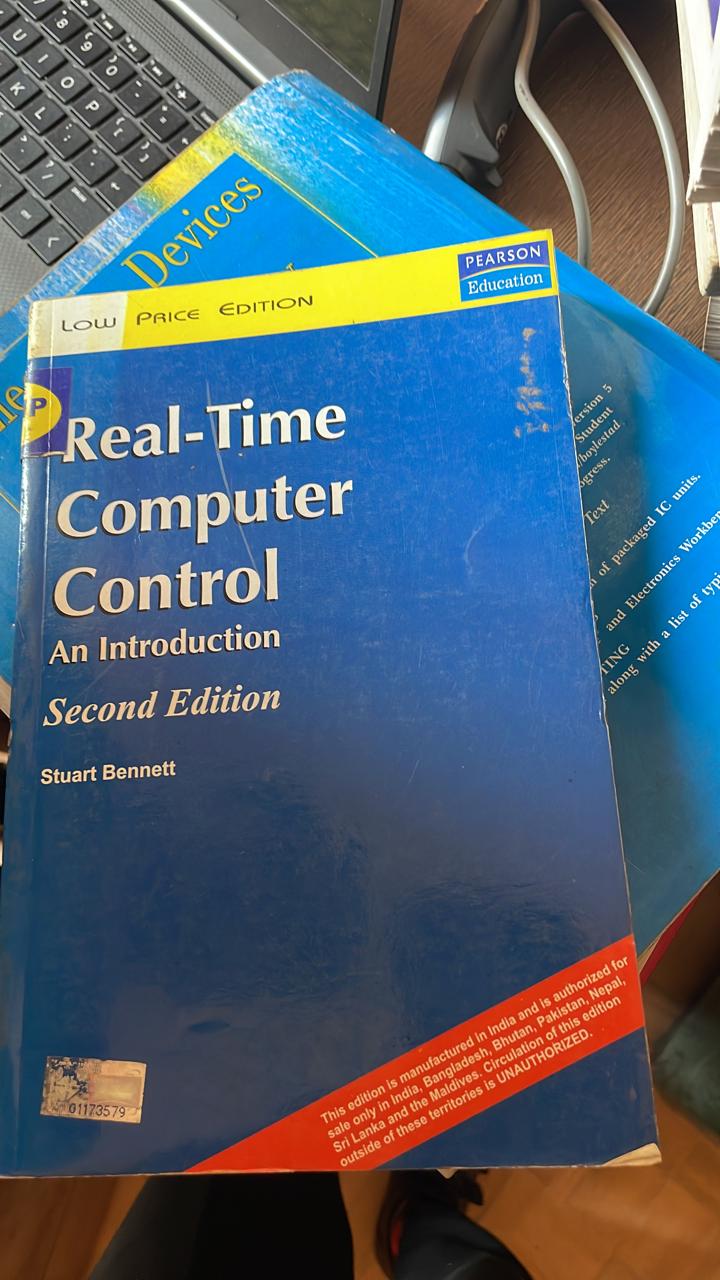 Devices
LOW PRICE EDITION
PEARSON
Education
P
Real-Time
Computer
Control
An Introduction
Second Edition
Stuart Bennett
This edition is manufactured in India and is authorized for
sale only in India, Bangladesh, Bhutan, Pakistan, Nepal,
Sri Lanka and the Maldives. Circulation of this edition
outside of these territories is UNAUTHORIZED.
01173579
5
Student
/boylestad
Text
of packaged IC units.
and Electronics
along with a list of